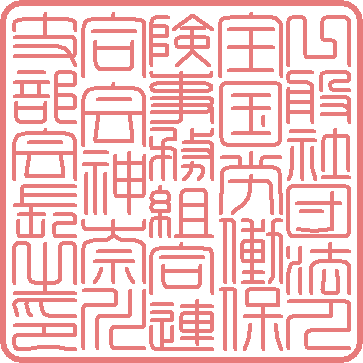 一般社団法人
全国労働保
険事務組合連
合会神奈川
支部会長之印